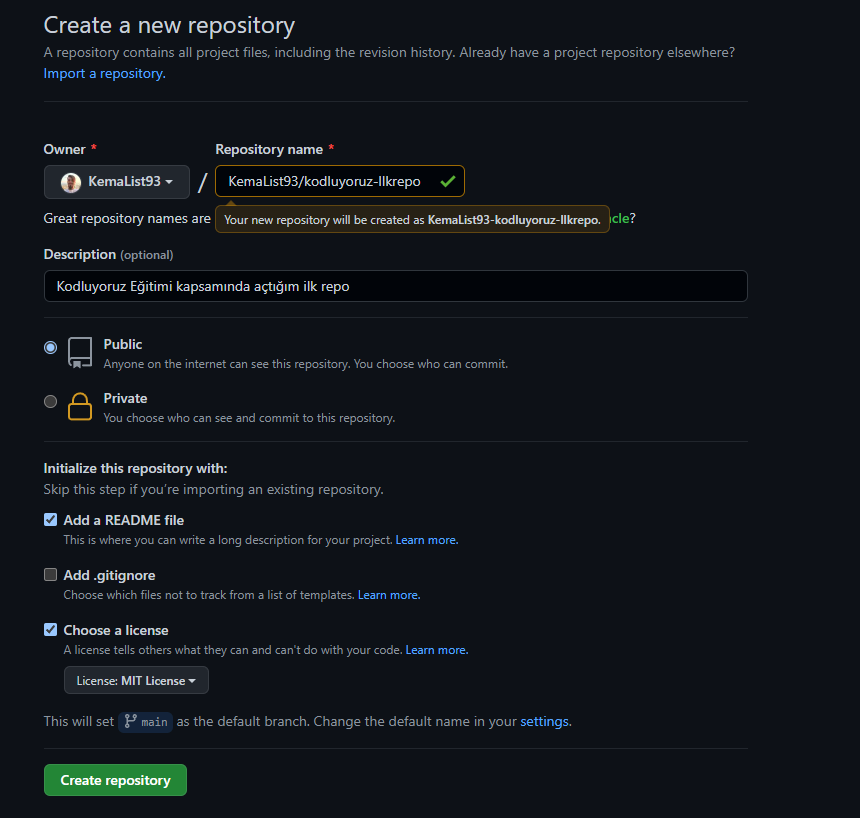 Create a new repository
A repository contains all project files, including the revision history. Already have a project repository elsewhere?
Import a repository.
Owner * Repository name *
KemaList93 / KemaList93/kodluyoruz-Ilkrepo
Great repository names are cle?
Your new repository will be created as KemaList93-kodluyoruz-Ilkrepo.
Description (optional)
Kodluyoruz Eğitimi kapsamında açtığım ilk repo
Public
Anyone on the internet can see this repository. You choose who can commit.
Private
You choose who can see and commit to this repository.
Initialize this repository with:
Skip this step if you're importing an existing repository.
Add a README file
This is where you can write a long description for your project. Learn more.
Add .gitignore
Choose which files not to track from a list of templates. Learn more.
Choose a license
A license tells others what they can and can't do with your code. Learn more.
License: MIT License
This will set main as the default branch. Change the default name in your settings.
Create repository